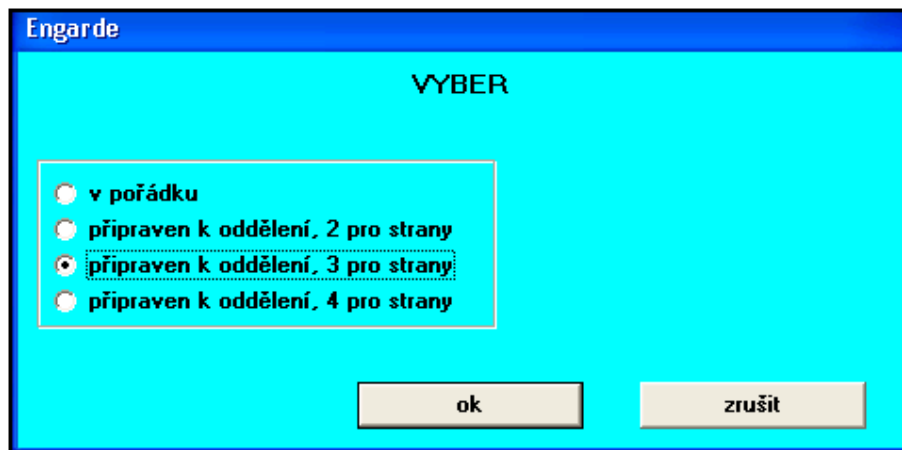 Engarde
VYBER
v pořádku
připraven k oddělení, 2 pro strany
připraven k oddělení, 3 pro strany
připraven k oddělení, 4 pro strany
ok
zrušit